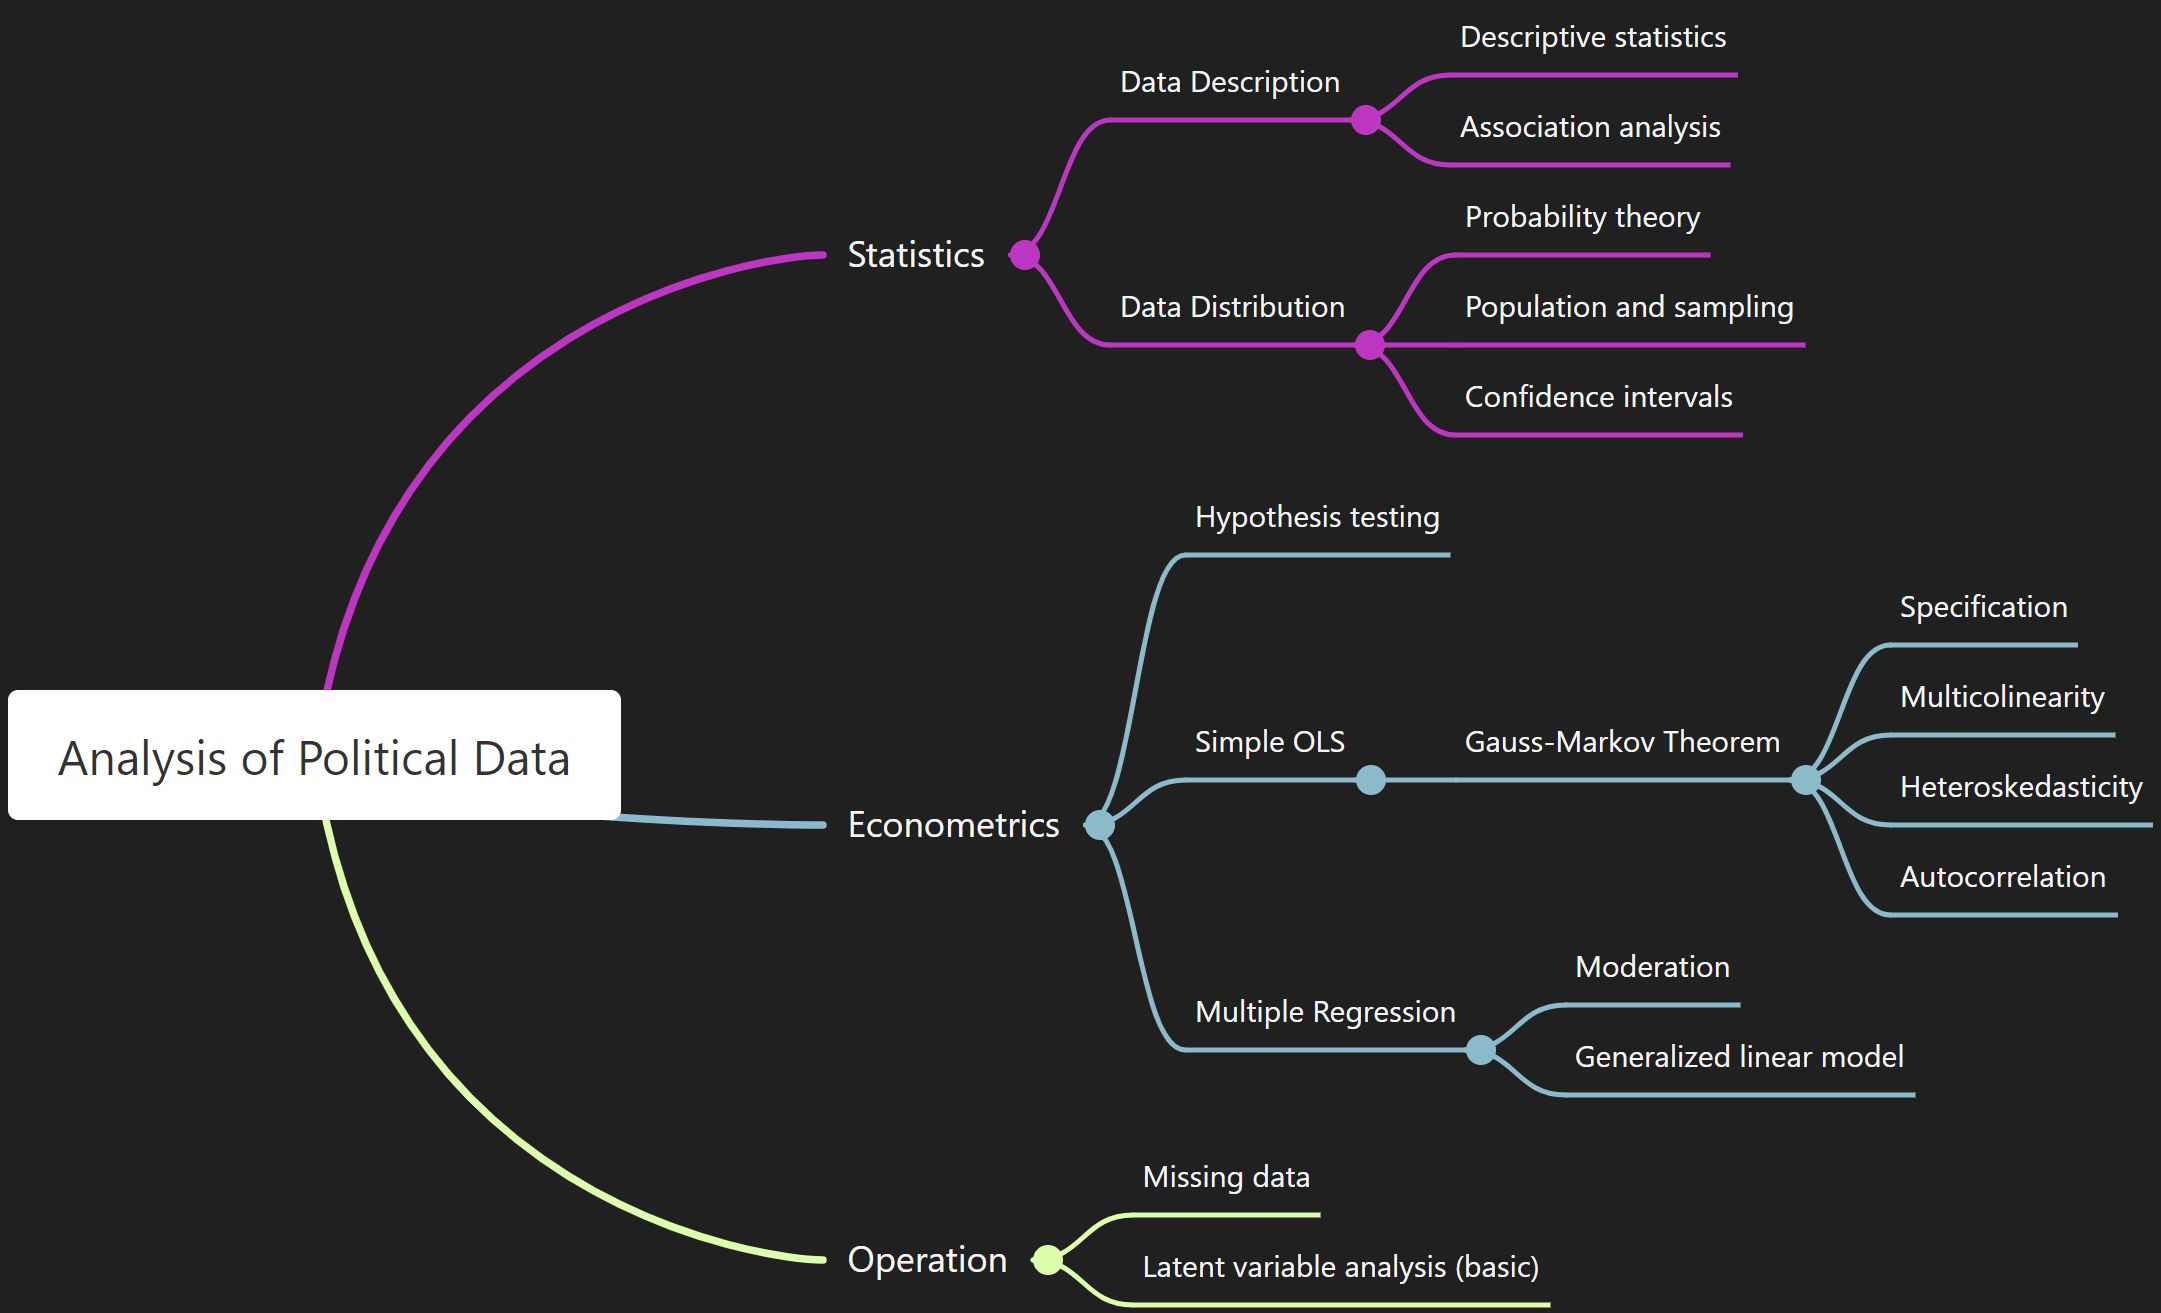 Analysis of Political Data
Statistics
Data Description
Descriptive statistics
Association analysis
Data Distribution
Probability theory
Population and sampling
Confidence intervals
Econometrics
Hypothesis testing
Simple OLS
Gauss-Markov Theorem
Specification
Multicolinearity
Heteroskedasticity
Autocorrelation
Multiple Regression
Moderation
Generalized linear model
Operation
Missing data
Latent variable analysis (basic)